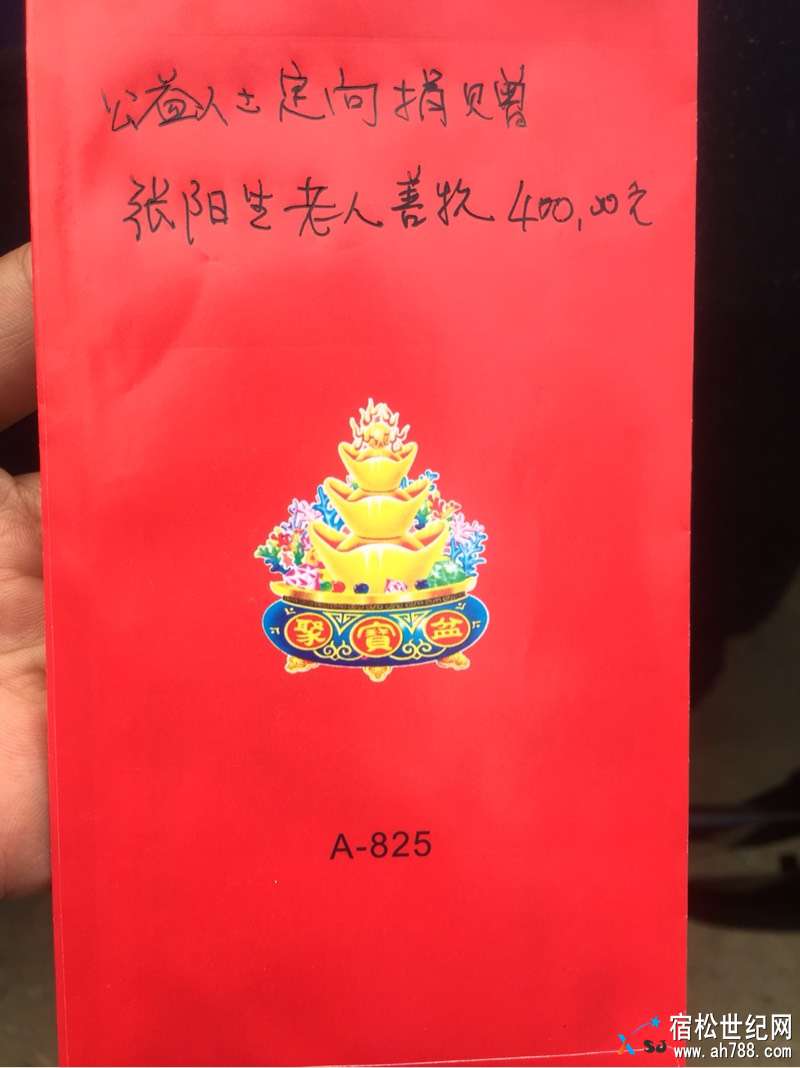 公益人士定向捐赠
张阳生老人善款400.00元
聚寶盆
A-825
SJ
宿松世纪网
www.ah788.com